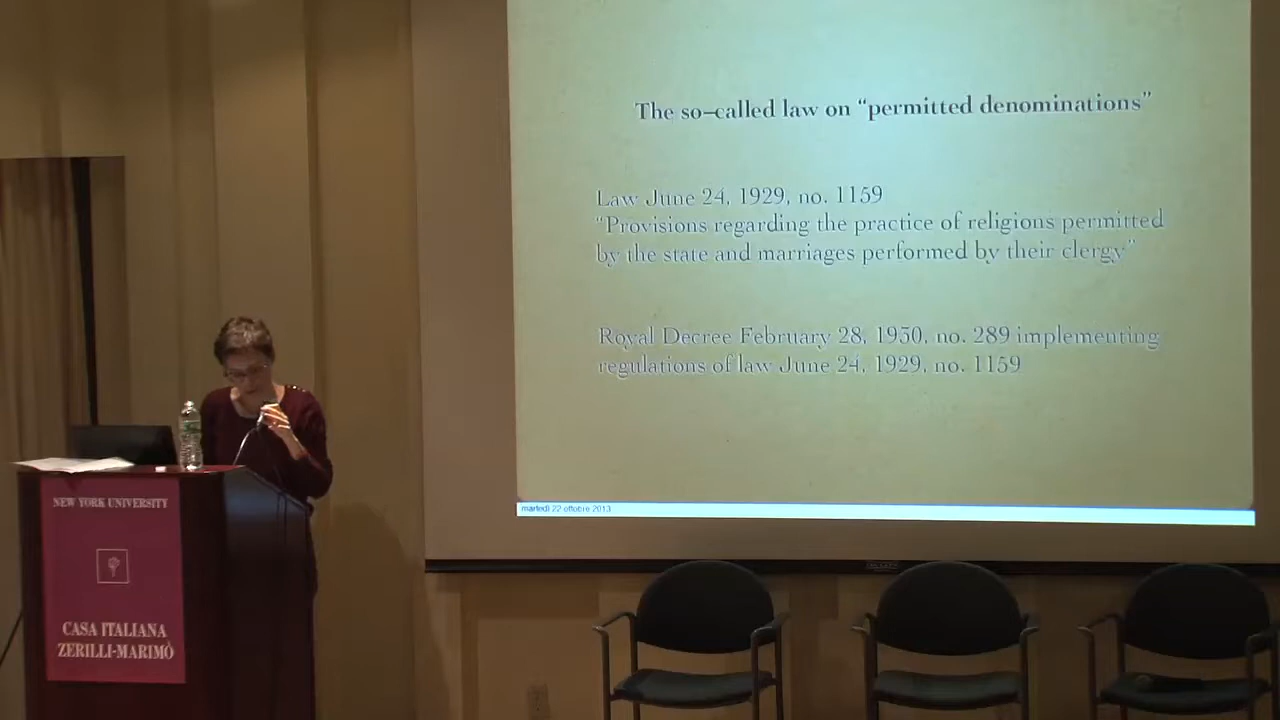 The so-called law on “permitted denominations”
Law June 24, 1929, no. 1159
“Provisions regarding the practice of religions permitted
by the state and marriages performed by their clergy”
Royal Decree February 28, 1930, no. 289 implementing
regulations of law June 24, 1929, no. 1159
martedì 22 ottobre 2013
NEW YORK UNIVERSITY
CASA ITALIANA
ZERILLI-MARIMÒ